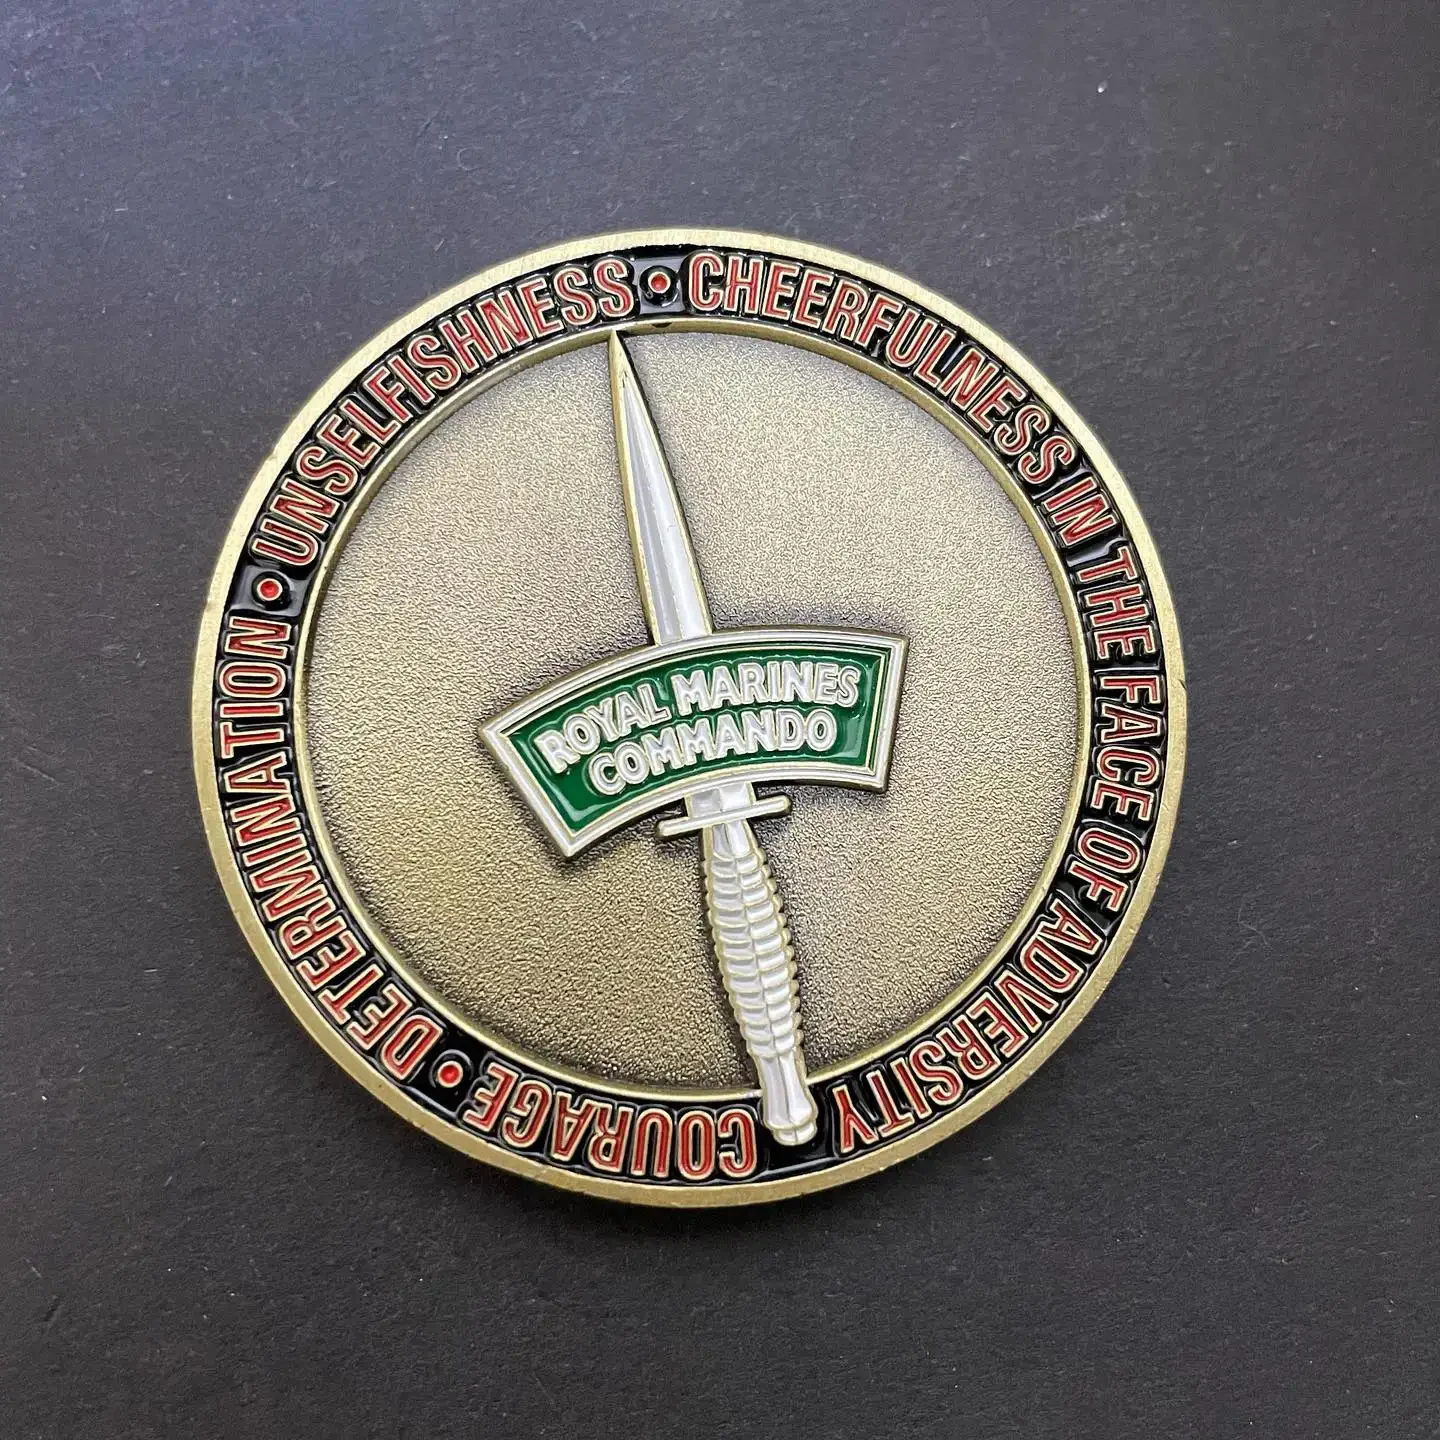 COURAGE • DETERMINATION • UNSELFISHNESS • CHEERFULNESS IN THE FACE OF ADVERSITY
ROYAL MARINES
COMMANDO